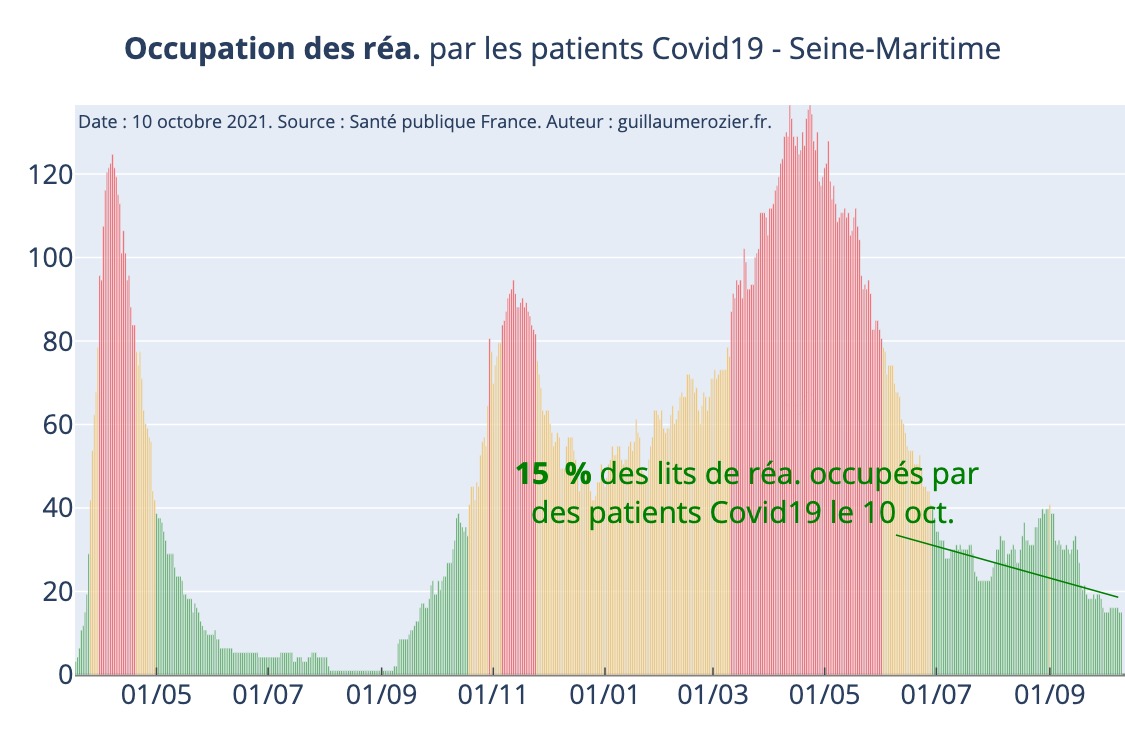 Occupation des réa. par les patients Covid19 - Seine-Maritime
Date : 10 octobre 2021. Source : Santé publique France. Auteur : guillaumerozier.fr.
120
100
80
60
40
20
0
15  % des lits de réa. occupés par
des patients Covid19 le 10 oct.
01/05 01/07 01/09 01/11 01/01 01/03 01/05 01/07 01/09